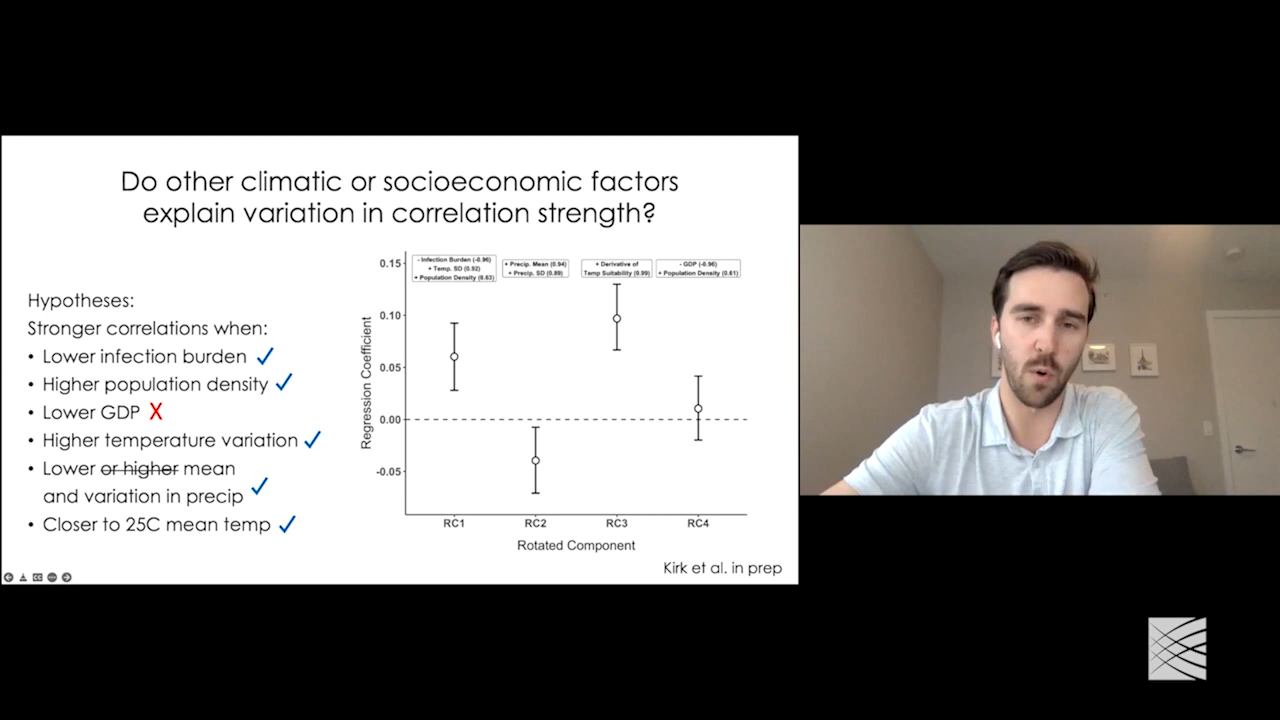 Do other climatic or socioeconomic factors
explain variation in correlation strength?
Hypotheses:
Stronger correlations when:
• Lower infection burden ✓
• Higher population density ✓
• Lower GDP X
• Higher temperature variation ✓
• Lower or higher mean
and variation in precip ✓
• Closer to 25C mean temp ✓
- Infection Burden (-0.96)
+ Temp. SD (0.92)
+ Population Density (0.63)
+ Precip. Mean (0.94)
+ Precip. SD (0.89)
+ Derivative of
Temp Suitability (0.99)
- GDP (-0.96)
+ Population Density (0.61)
Regression Coefficient
0.15
0.10
0.05
0.00
-0.05
RC1 RC2 RC3 RC4
Rotated Component
Kirk et al. in prep